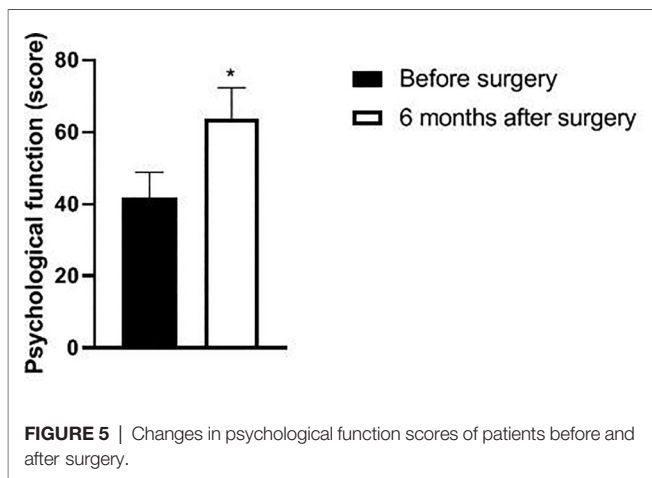 Psychological function (score)
80
60
40
20
0
*
Before surgery
6 months after surgery
FIGURE 5 | Changes in psychological function scores of patients before and
after surgery.